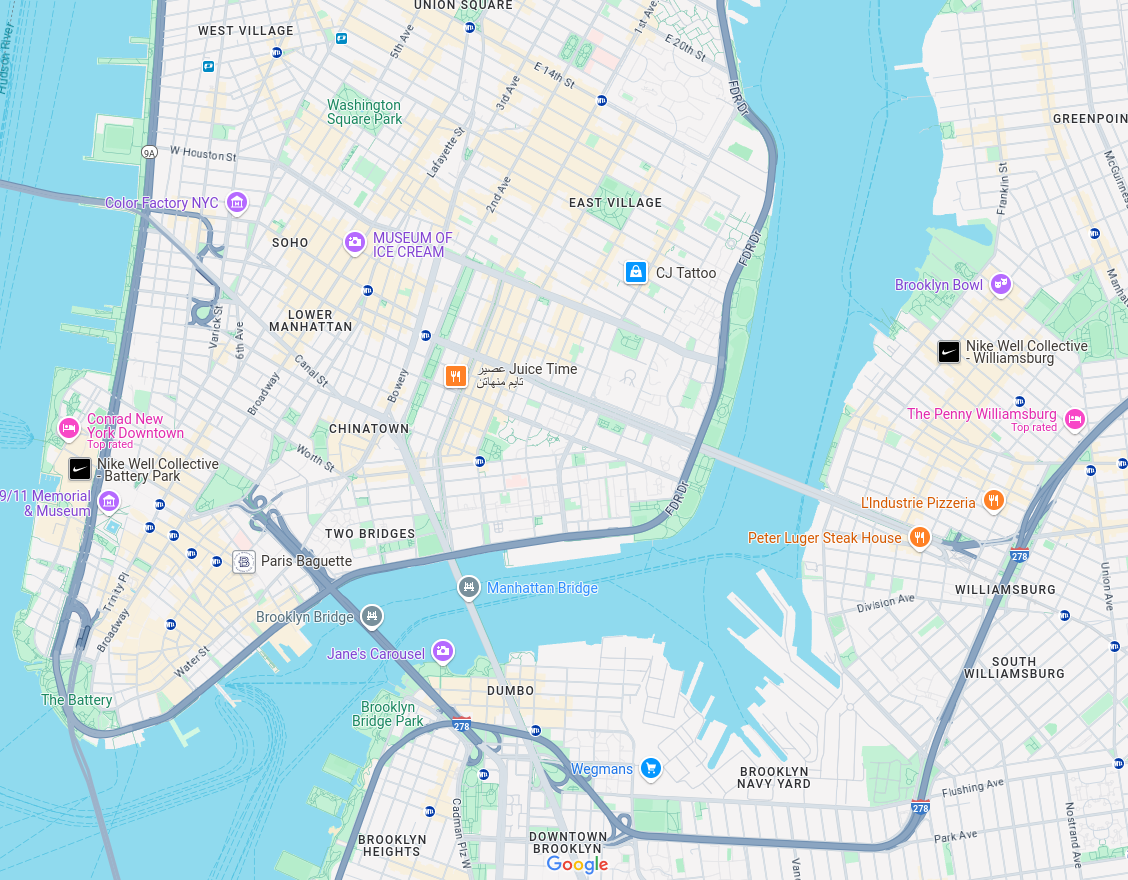 UNION SQUARE
WEST VILLAGE
5th Ave
1st Ave
E 20th St
Hudson River
E 14th St
3rd Ave
FDR Dr
Washington
Square Park
GREENPOIN
Lafayette St
W Houston St
9A
McGuinness
2nd Ave
Franklin St
Color Factory NYC
EAST VILLAGE
SOHO
MUSEUM OF
ICE CREAM
FDR Dr
CJ Tattoo
Brooklyn Bowl
Manhat
LOWER
MANHATTAN
Varick St
6th Ave
Nike Well Collective
- Williamsburg
Canal St
Bowery
عصير Juice Time
تايم منهاتن
Broadway
Conrad New
York Downtown
Top rated
CHINATOWN
The Penny Williamsburg
Top rated
Worth St
Nike Well Collective
- Battery Park
9/11 Memorial
& Museum
FDR Dr
L'Industrie Pizzeria
TWO BRIDGES
Peter Luger Steak House
278
Paris Baguette
Trinity Pl
Manhattan Bridge
WILLIAMSBURG
Union Ave
Division Ave
Brooklyn Bridge
Broadway
Water St
Jane's Carousel
SOUTH
WILLIAMSBURG
The Battery
DUMBO
Brooklyn
Bridge Park
278
Wegmans
BROOKLYN
NAVY YARD
Flushing Ave
278
Cadman Plz W
BROOKLYN
HEIGHTS
DOWNTOWN
BROOKLYN
Park Ave
Nostrand Ave
Google
Van